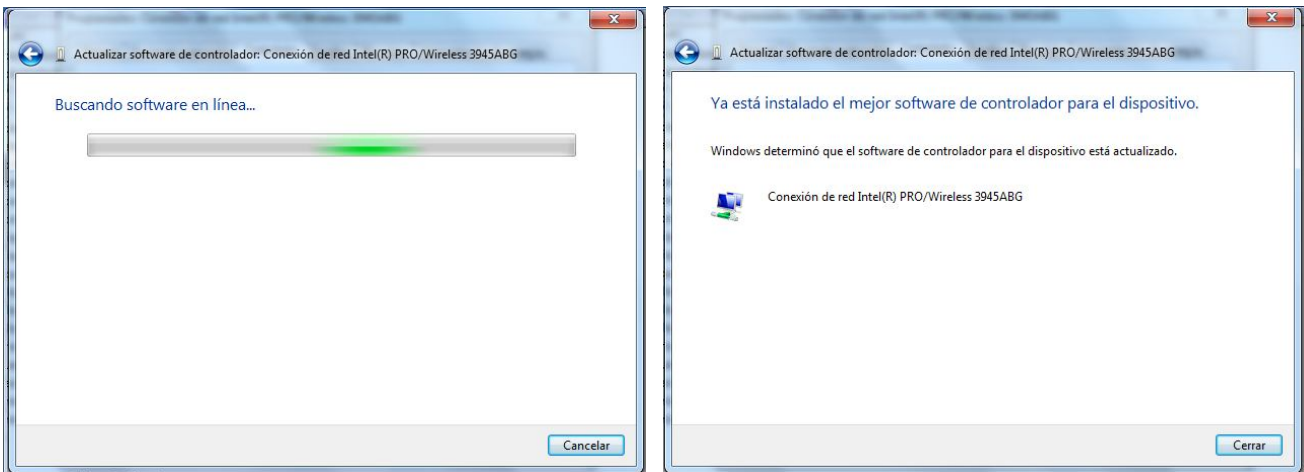 Actualizar software de controlador: Conexión de red Intel(R) PRO/Wireless 3945ABG
Buscando software en línea...
Cancelar
Actualizar software de controlador: Conexión de red Intel(R) PRO/Wireless 3945ABG
Ya está instalado el mejor software de controlador para el dispositivo.
Windows determinó que el software de controlador para el dispositivo está actualizado.
Conexión de red Intel(R) PRO/Wireless 3945ABG
Cerrar